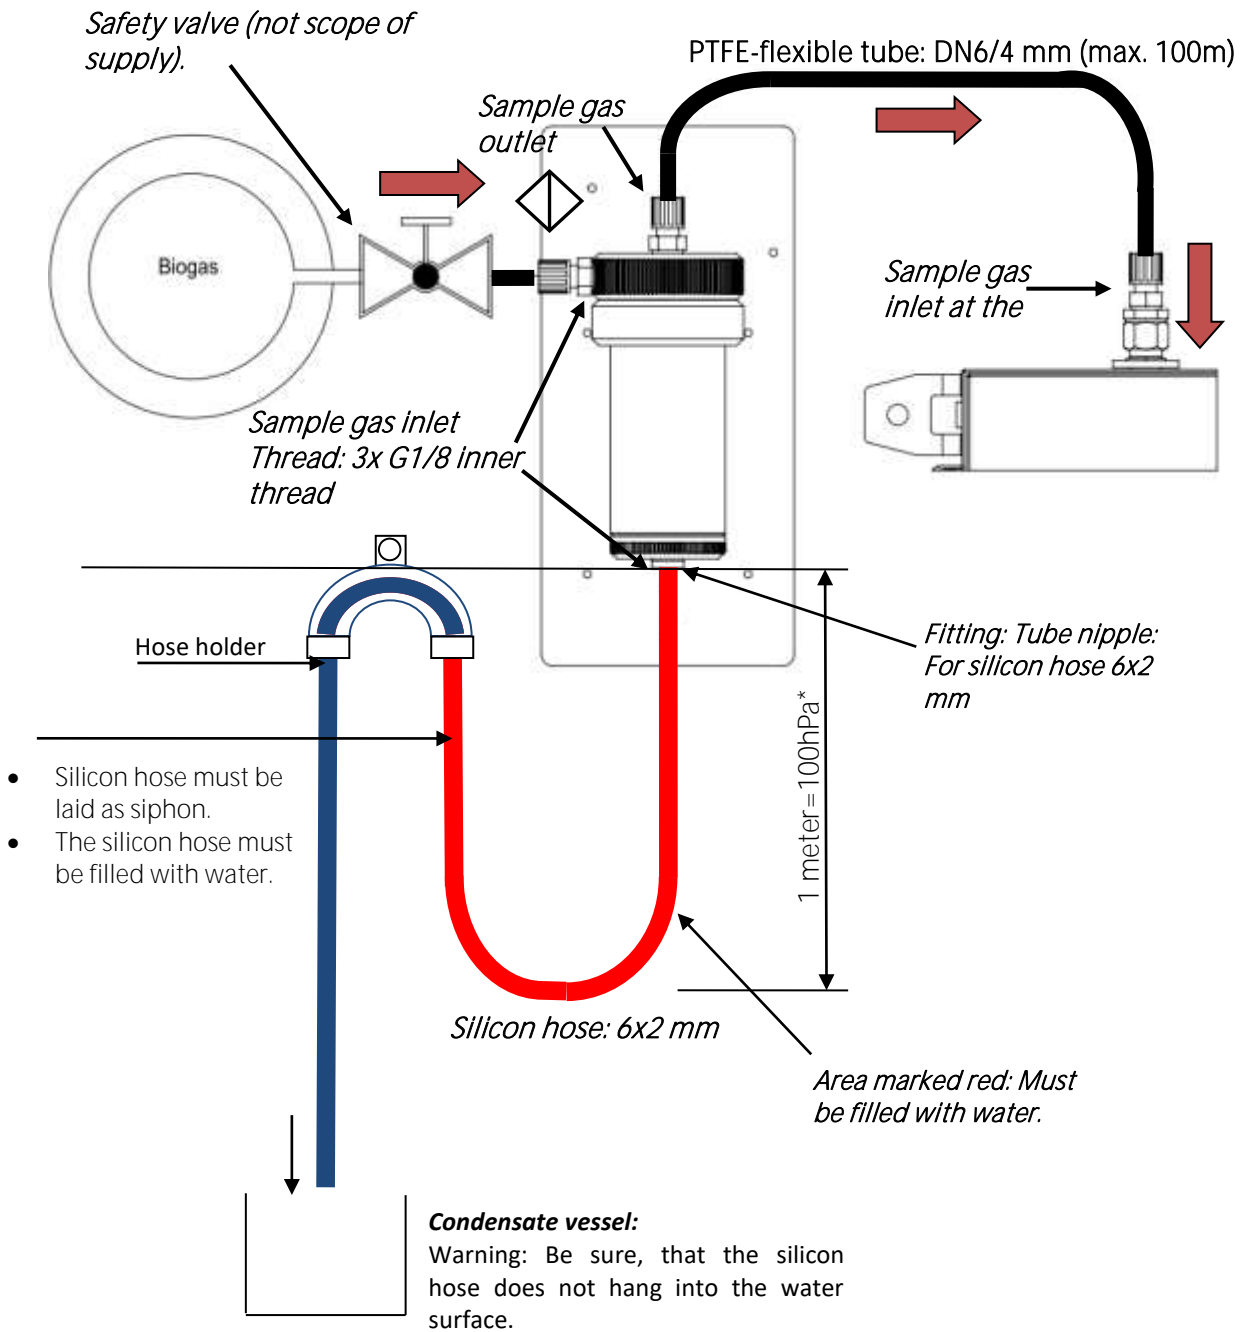 Safety valve (not scope of
supply).
PTFE-flexible tube: DN6/4 mm (max. 100m)
Sample gas
outlet
Biogas
Sample gas
inlet at the
Sample gas inlet
Thread: 3x G1/8 inner
thread
Hose holder
Fitting: Tube nipple:
For silicon hose 6x2
mm
1 meter = 100hPa*
• Silicon hose must be
laid as siphon.
• The silicon hose must
be filled with water.
Silicon hose: 6x2 mm
Area marked red: Must
be filled with water.
Condensate vessel:
Warning: Be sure, that the silicon
hose does not hang into the water
surface.